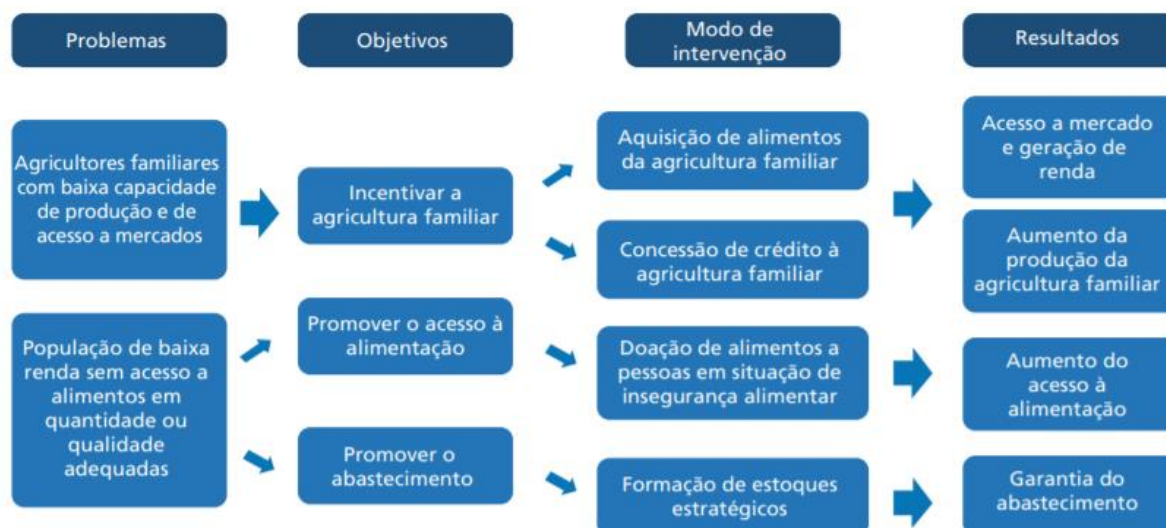 Problemas
Objetivos
Modo de
intervenção
Resultados
Agricultores familiares
com baixa capacidade
de produção e de
acesso a mercados
Incentivar a
agricultura familiar
Aquisição de alimentos
da agricultura familiar
Concessão de crédito à
agricultura familiar
Acesso a mercado
e geração de
renda
Aumento da
produção da
agricultura familiar
População de baixa
renda sem acesso a
alimentos em
quantidade ou
qualidade
adequadas
Promover o acesso à
alimentação
Doação de alimentos a
pessoas em situação de
insegurança alimentar
Aumento do
acesso à
alimentação
Promover o
abastecimento
Formação de estoques
estratégicos
Garantia do
abastecimento